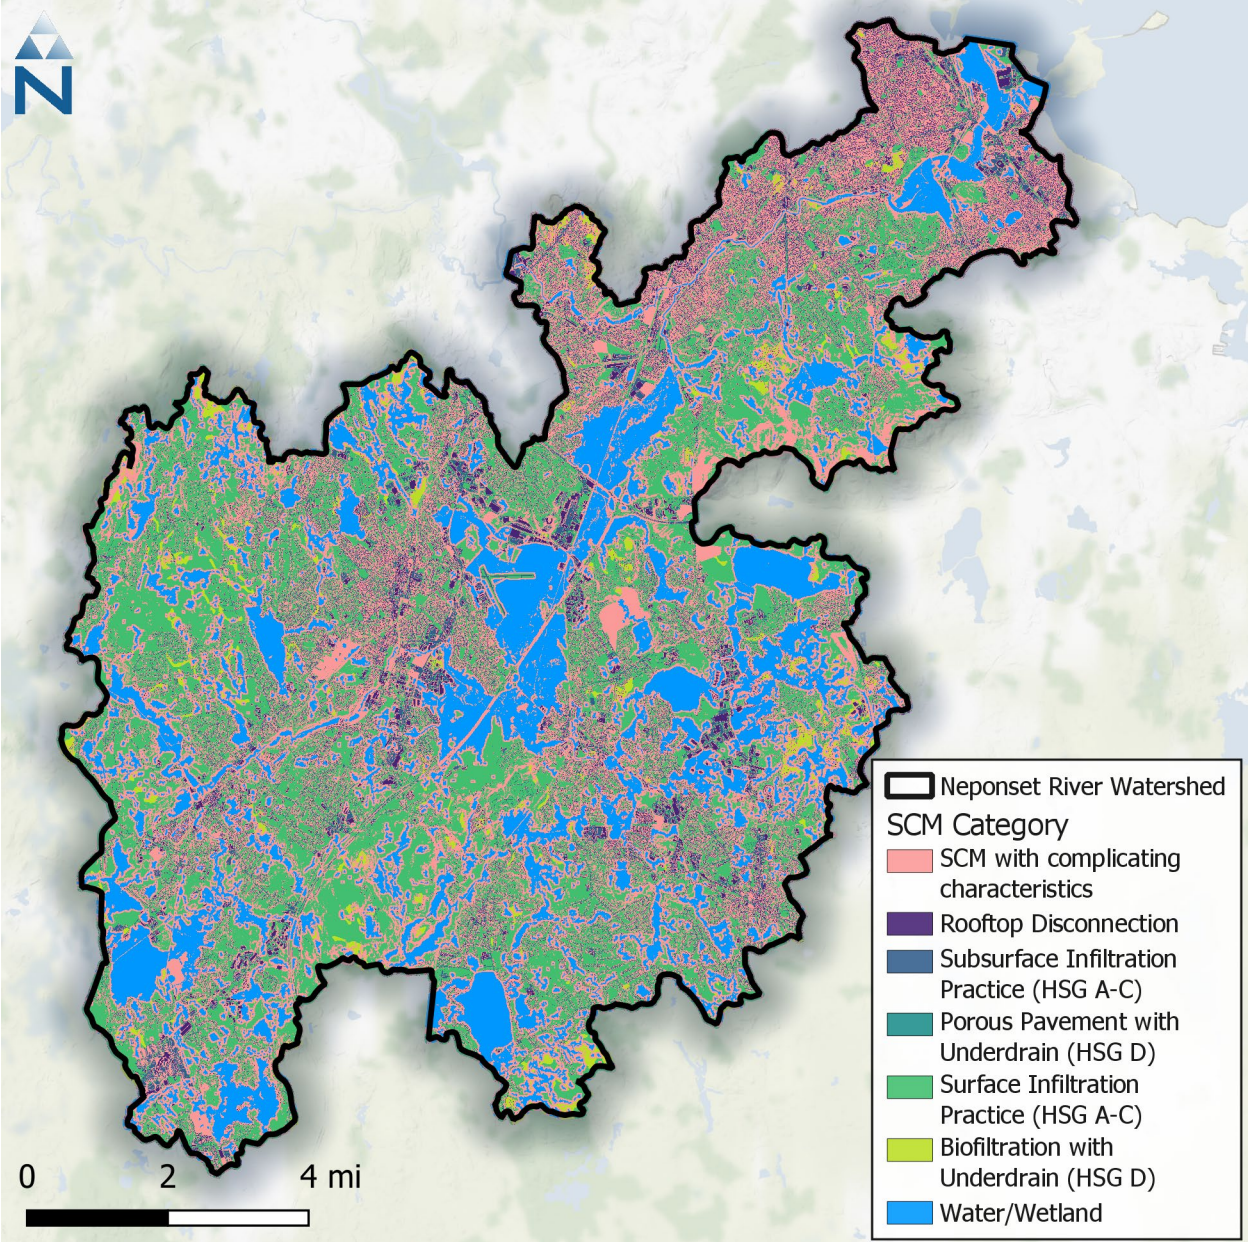 N
Neponset River Watershed
SCM Category
SCM with complicating
characteristics
Rooftop Disconnection
Subsurface Infiltration
Practice (HSG A-C)
Porous Pavement with
Underdrain (HSG D)
Surface Infiltration
Practice (HSG A-C)
Biofiltration with
Underdrain (HSG D)
Water/Wetland
0 2 4 mi